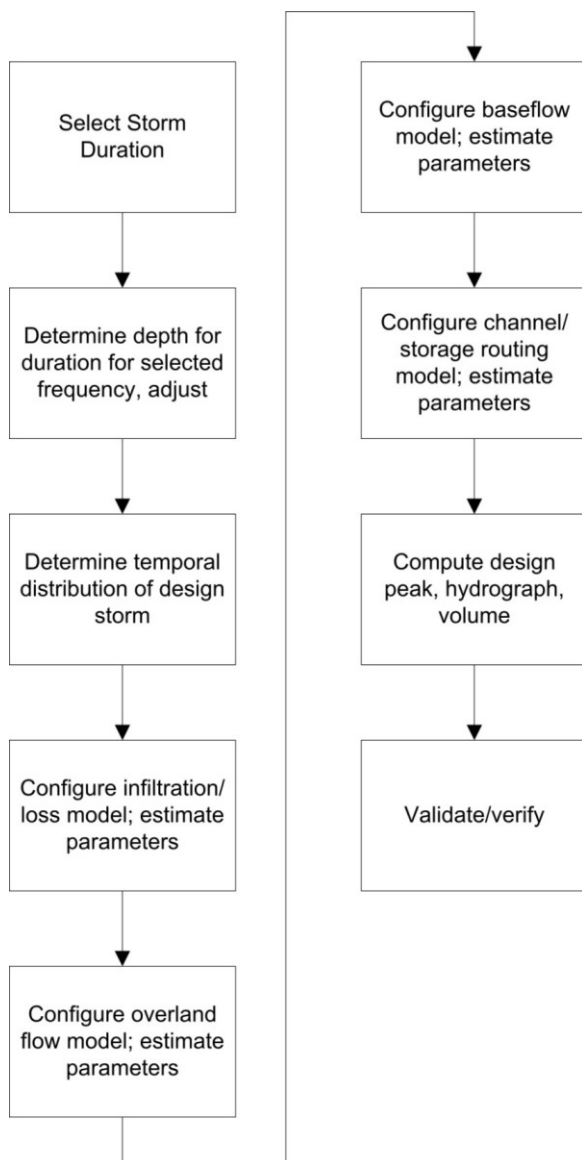 Select Storm
Duration
Determine depth for
duration for selected
frequency, adjust
Determine temporal
distribution of design
storm
Configure infiltration/
loss model; estimate
parameters
Configure overland
flow model; estimate
parameters
Configure baseflow
model; estimate
parameters
Configure channel/
storage routing
model; estimate
parameters
Compute design
peak, hydrograph,
volume
Validate/verify